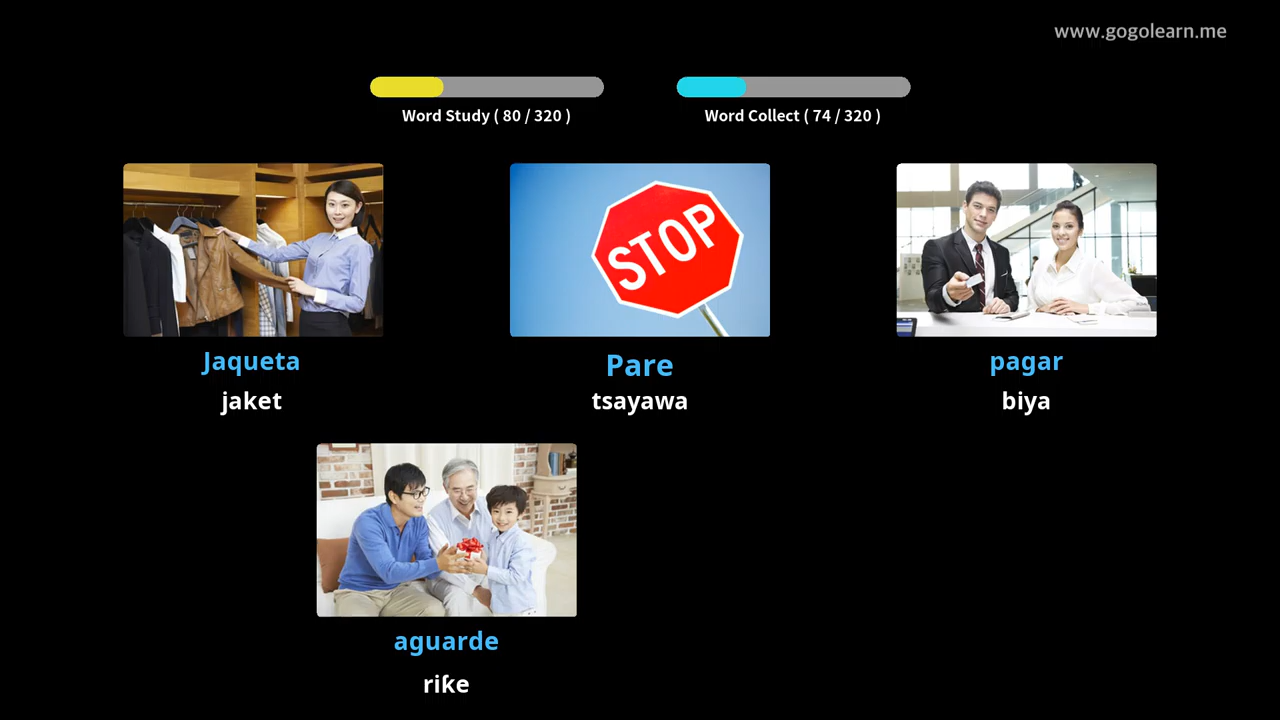 www.gogolearn.me
Word Study ( 80 / 320 )
Word Collect ( 74 / 320 )
STOP
Jaqueta
jaket
Pare
tsayawa
pagar
biya
aguarde
riƙe